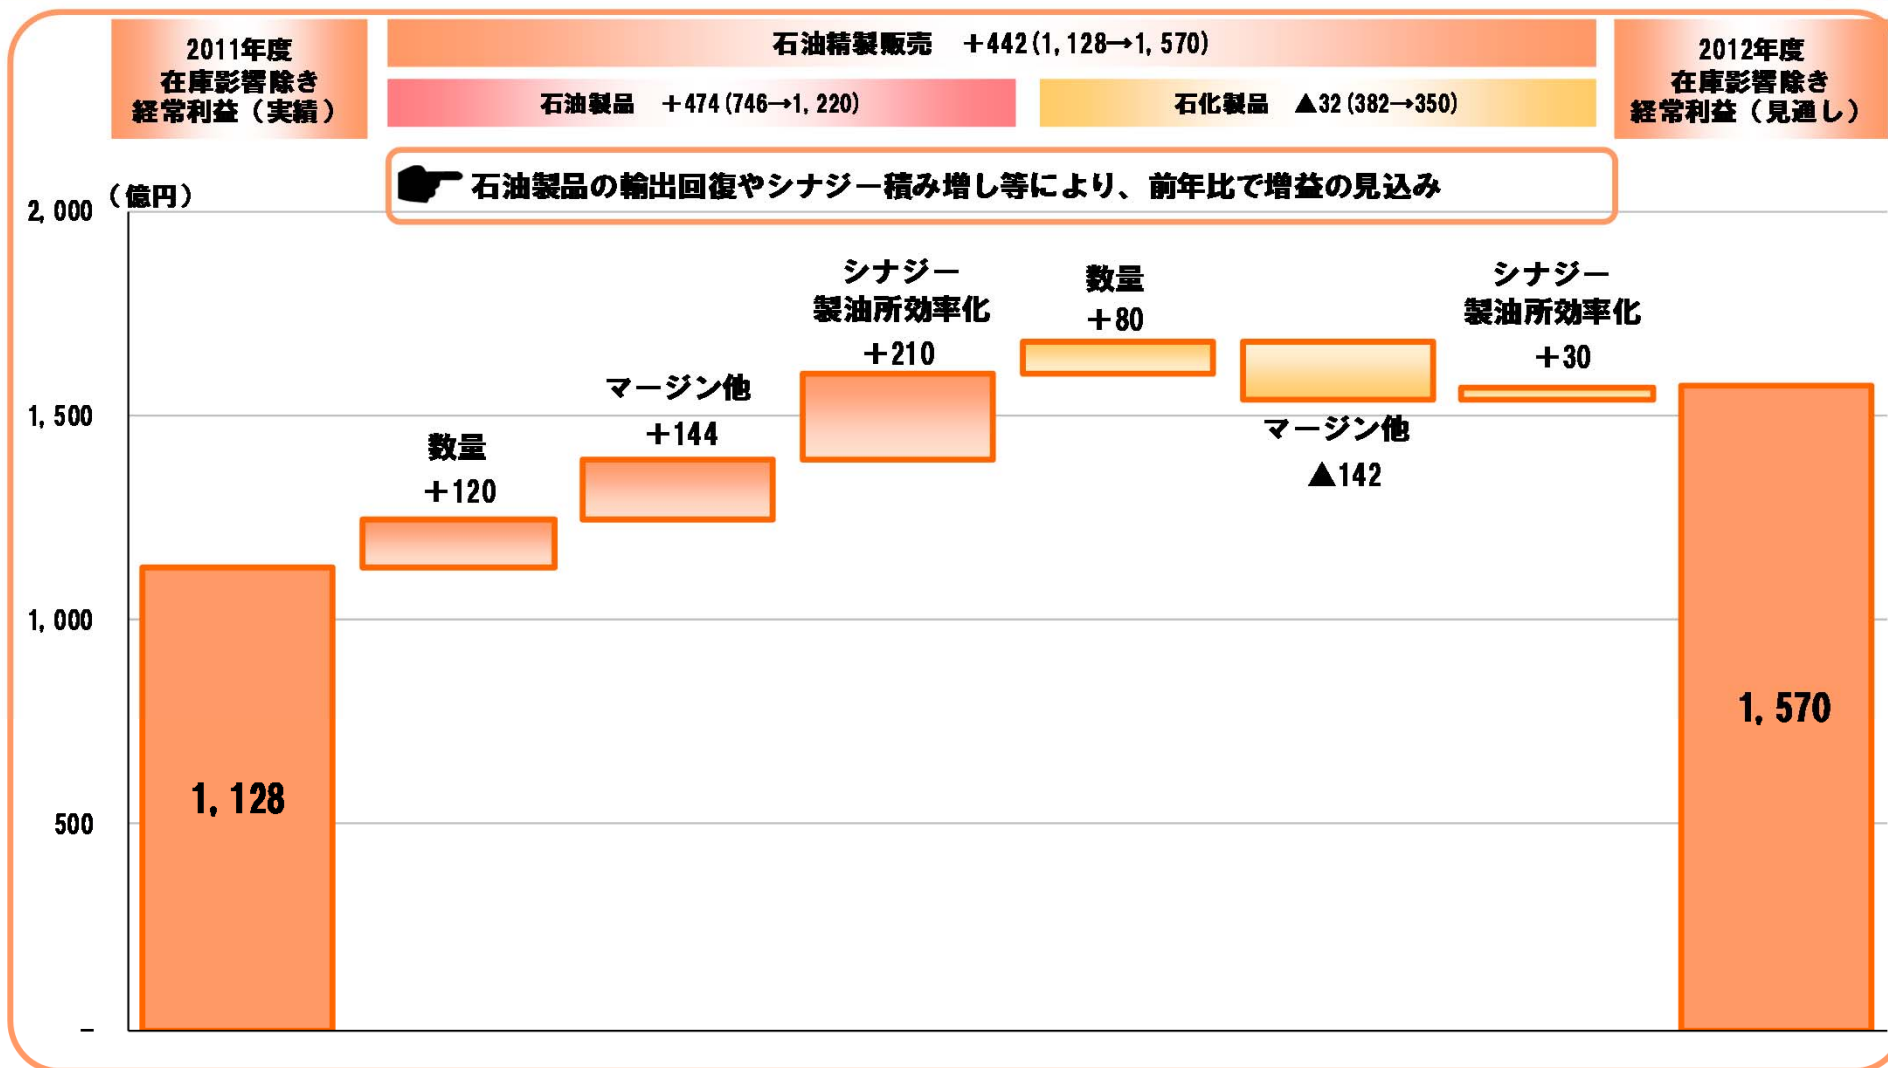 2011年度
在庫影響除き
経常利益（実績）
石油精製販売　＋442(1,128→1,570)
石油製品　＋474(746→1,220)
石化製品　▲32(382→350)
2012年度
在庫影響除き
経常利益（見通し）
石油製品の輸出回復やシナジー積み増し等により、前年比で増益の見込み
（億円）
2,000
1,500
1,000
500
–
1,128
数量
＋120
マージン他
＋144
シナジー
製油所効率化
＋210
数量
＋80
マージン他
▲142
シナジー
製油所効率化
＋30
1,570